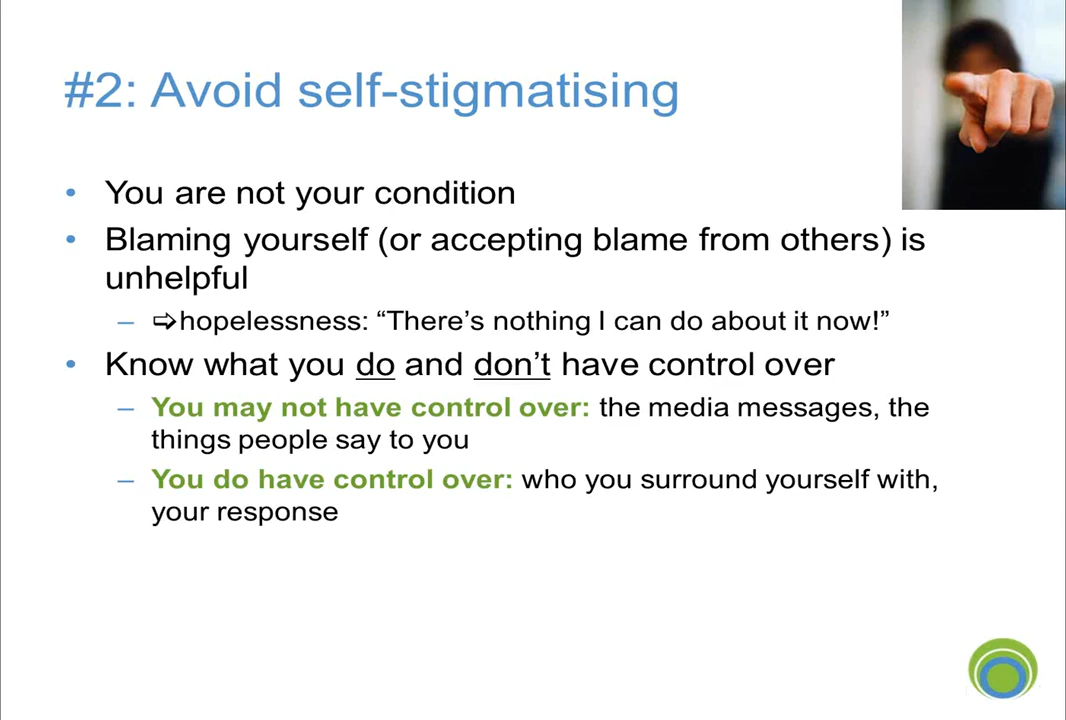 #2: Avoid self-stigmatising
• You are not your condition
• Blaming yourself (or accepting blame from others) is
unhelpful
– ⇨hopelessness: “There’s nothing I can do about it now!”
• Know what you do and don’t have control over
– You may not have control over: the media messages, the
things people say to you
– You do have control over: who you surround yourself with,
your response